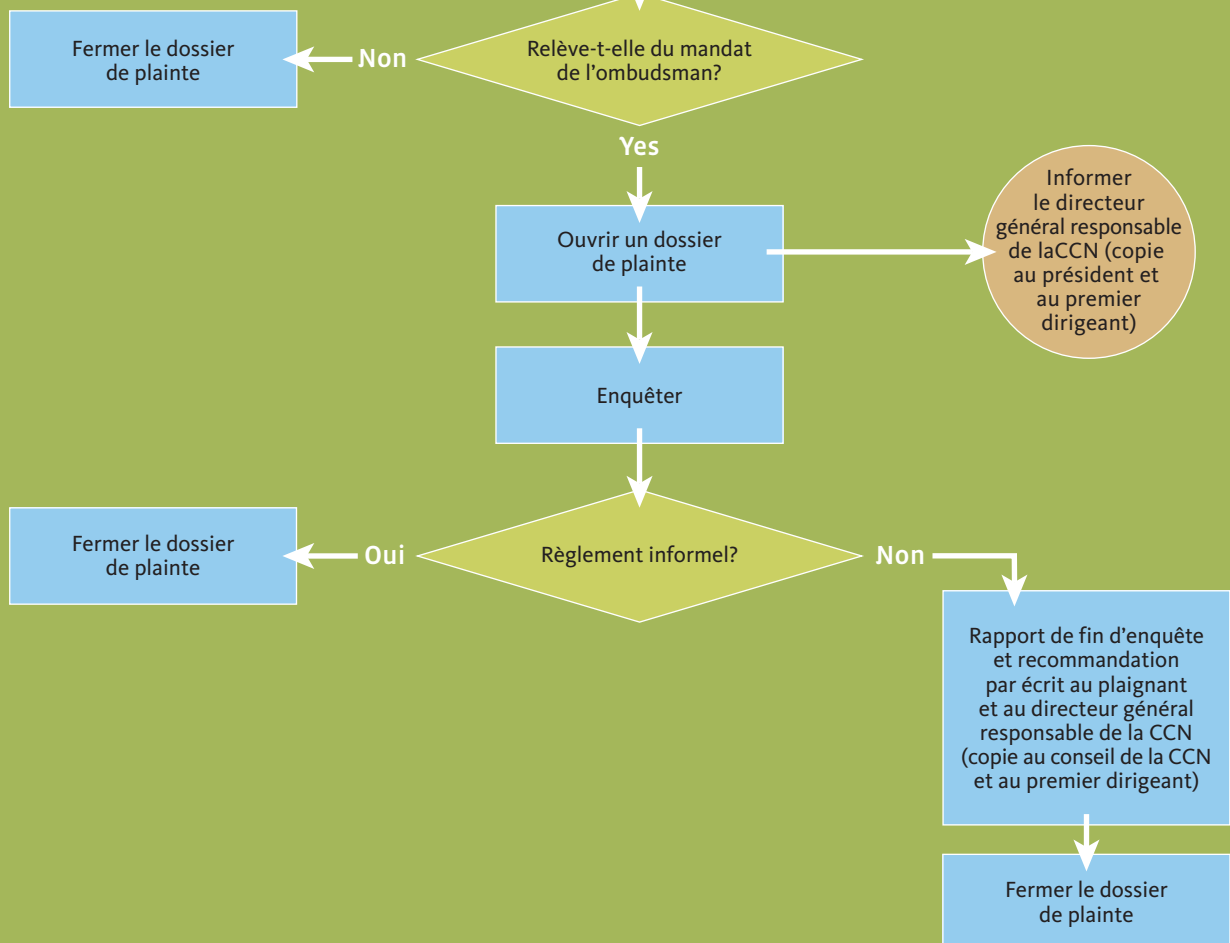 Fermer le dossier
de plainte
Non
Relève-t-elle du mandat
de l'ombudsman?
Yes
Ouvrir un dossier
de plainte
Informer
le directeur
général responsable
de laCCN (copie
au président et
au premier
dirigeant)
Enquêter
Fermer le dossier
de plainte
Oui
Règlement informel?
Non
Rapport de fin d'enquête
et recommandation
par écrit au plaignant
et au directeur général
responsable de la CCN
(copie au conseil de la CCN
et au premier dirigeant)
Fermer le dossier
de plainte